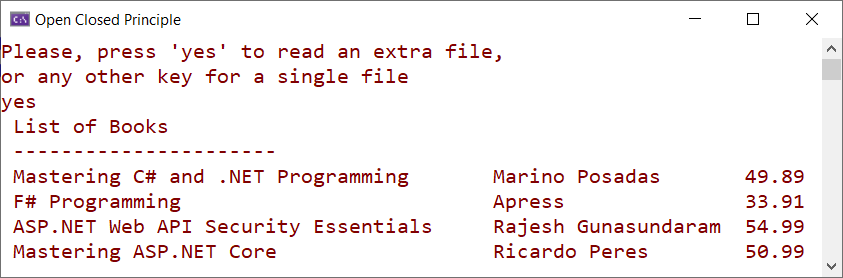 C:\ Open Closed Principle
Please, press 'yes' to read an extra file,
or any other key for a single file
yes
List of Books
----------------------
Mastering C# and .NET Programming Marino Posadas 49.89
F# Programming Apress 33.91
ASP.NET Web API Security Essentials Rajesh Gunasundaram 54.99
Mastering ASP.NET Core Ricardo Peres 50.99